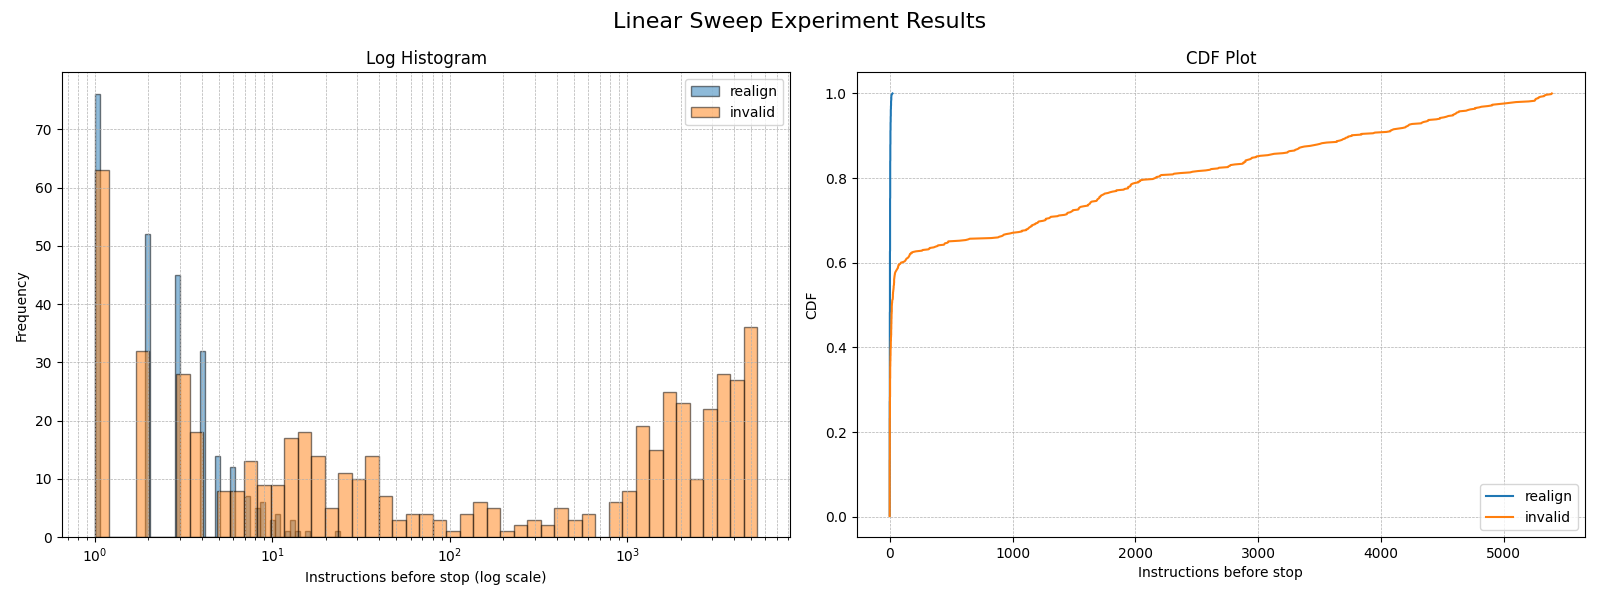 Linear Sweep Experiment Results
Log Histogram
realign
invalid
Frequency
70
60
50
40
30
20
10
0
10⁰
10¹
10²
10³
Instructions before stop (log scale)
CDF Plot
CDF
1.0
0.8
0.6
0.4
0.2
0.0
realign
invalid
0
1000
2000
3000
4000
5000
Instructions before stop